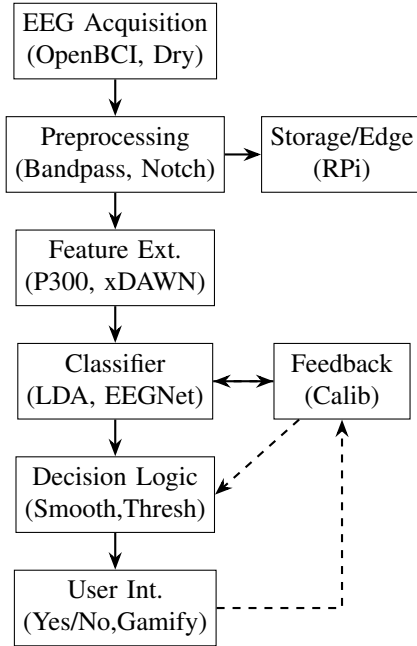 EEG Acquisition
(OpenBCI, Dry)
Preprocessing
(Bandpass, Notch)
Storage/Edge
(RPi)
Feature Ext.
(P300, xDAWN)
Classifier
(LDA, EEGNet)
Feedback
(Calib)
Decision Logic
(Smooth,Thresh)
User Int.
(Yes/No,Gamify)